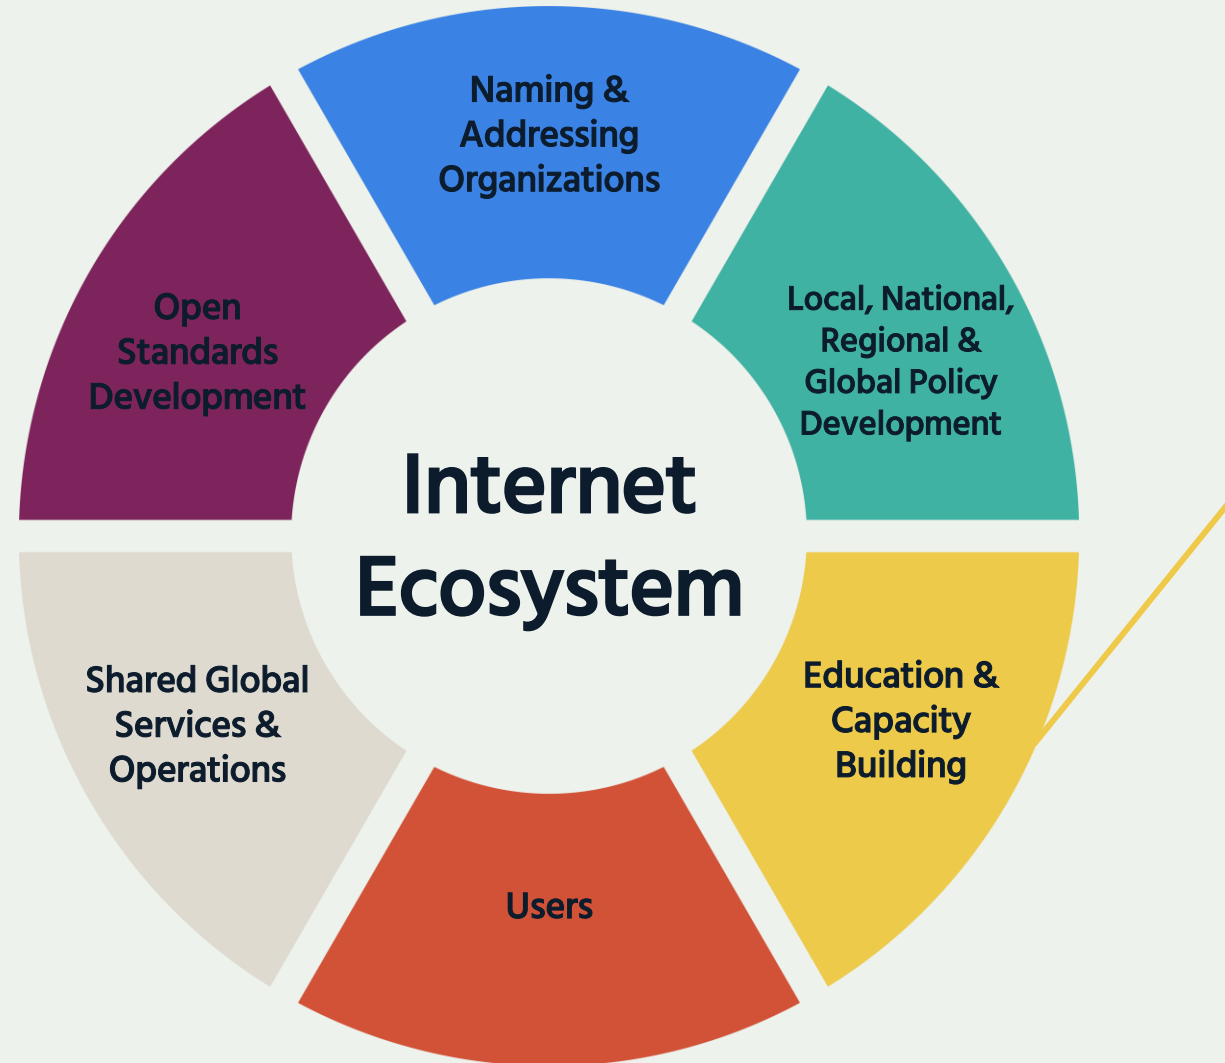 Naming &
Addressing
Organizations
Local, National,
Regional &
Global Policy
Development
Open
Standards
Development
Internet
Ecosystem
Shared Global
Services &
Operations
Education &
Capacity
Building
Users